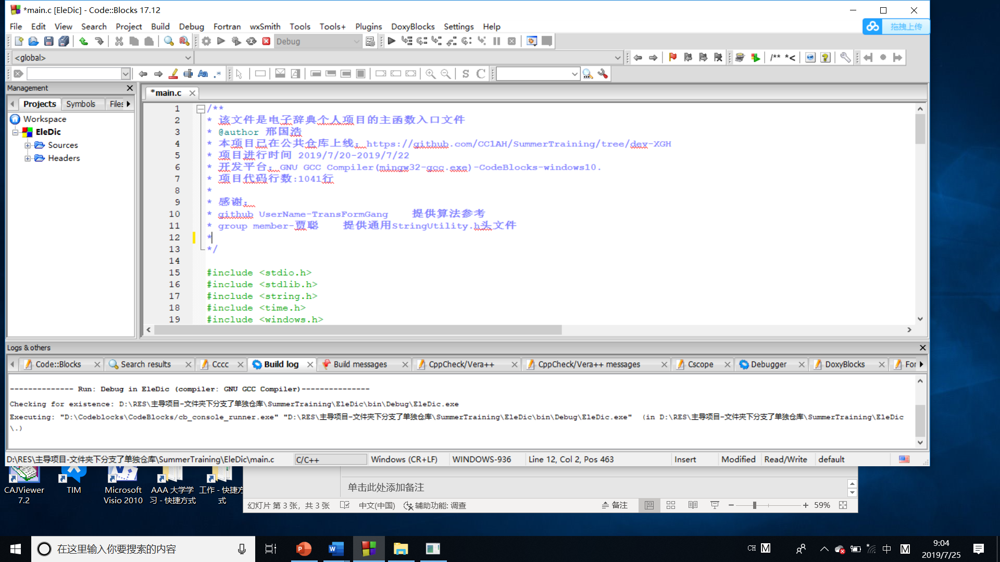 *main.c [EleDic] - Code::Blocks 17.12
File Edit View Search Project Build Debug Fortran wxSmith Tools Tools+ Plugins DoxyBlocks Settings Help
拖拽上传
Debug
<global>
/** *<
Management
Projects Symbols Files
Workspace
EleDic
Sources
Headers
*main.c
1 /**
2 * 该文件是电子辞典个人项目的主函数入口文件
3 * @author 邢国浩
4 * 本项目已在公共仓库上线: https://github.com/CC1AH/SummerTraining/tree/dev-XGH
5 * 项目进行时间 2019/7/20-2019/7/22
6 * 开发平台: GNU GCC Compiler(mingw32-gcc.exe)-CodeBlocks-windows10.
7 * 项目代码行数:1041行
8 *
9 * 感谢:
10 * github UserName-TransFormGang 提供算法参考
11 * group member-贾聪 提供通用StringUtility.h头文件
12 *
13 */
14
15 #include <stdio.h>
16 #include <stdlib.h>
17 #include <string.h>
18 #include <time.h>
19 #include <windows.h>
Logs & others
Code::Blocks Search results Cccc Build log Build messages CppCheck/Vera++ CppCheck/Vera++ messages Cscope Debugger DoxyBlocks For
-------------- Run: Debug in EleDic (compiler: GNU GCC Compiler)---------------
Checking for existence: D:\RES\主导项目-文件夹下分支了单独仓库\SummerTraining\EleDic\bin\Debug\EleDic.exe
Executing: "D:\Codeblocks\CodeBlocks/cb_console_runner.exe" "D:\RES\主导项目-文件夹下分支了单独仓库\SummerTraining\EleDic\bin\Debug\EleDic.exe" (in D:\RES\主导项目-文件夹下分支了单独仓库\SummerTraining\EleDic
\.)
D:\RES\主导项目-文件夹下分支了单独仓库\SummerTraining\EleDic\main.c C/C++ Windows (CR+LF) WINDOWS-936 Line 12, Col 2, Pos 463 Insert Modified Read/Write default
CAJViewer 7.2
TIM
Microsoft Visio 2010
AAA 大学学习 - 快捷方式
工作 - 快捷方式
单击此处添加备注
幻灯片 第 3 张，共 3 张 中文(中国) 辅助功能: 调查 备注 59%
在这里输入你要搜索的内容
CH M 中 M
9:04
2019/7/25